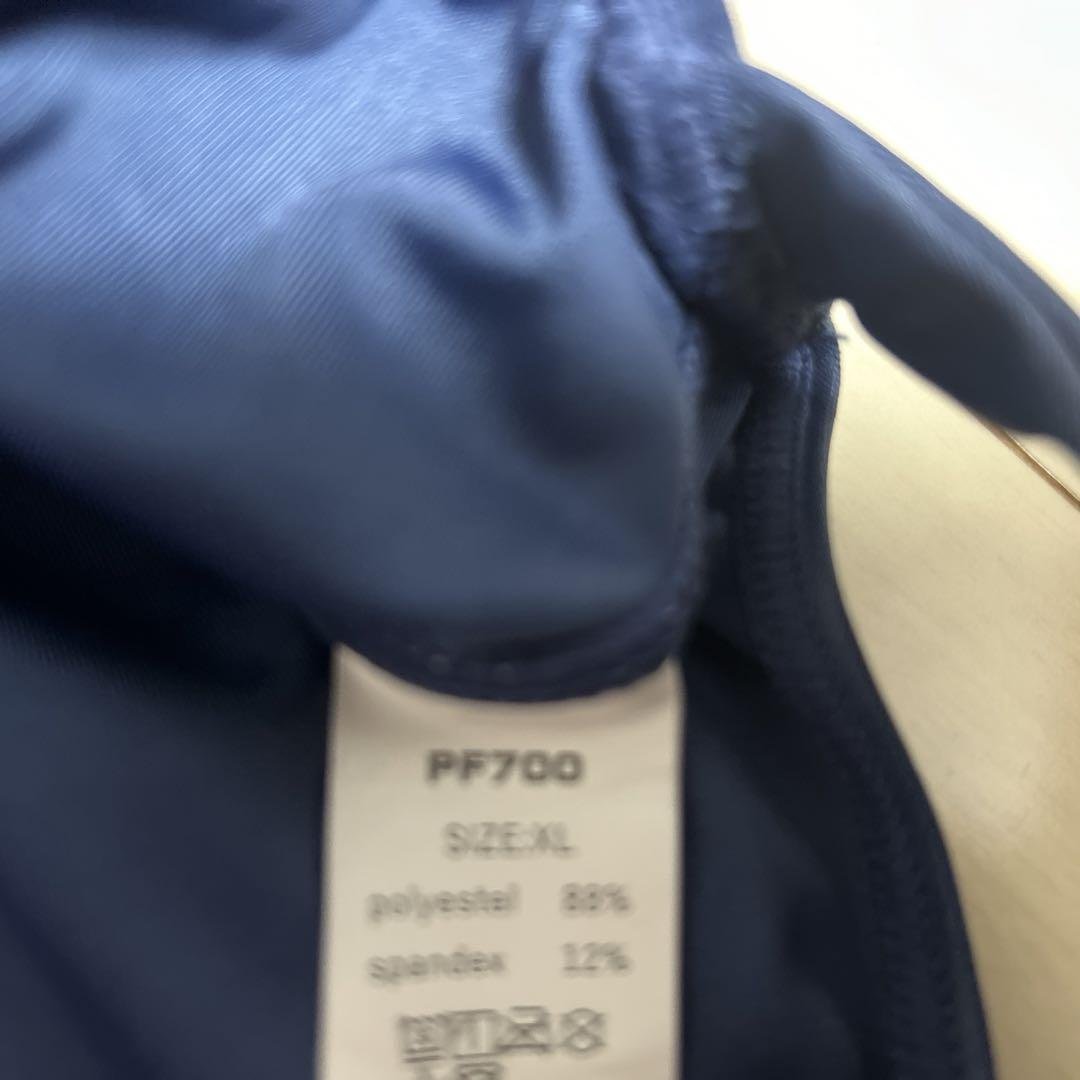 PF700
SIZE:XL
polyestel 88%
spandex 12%